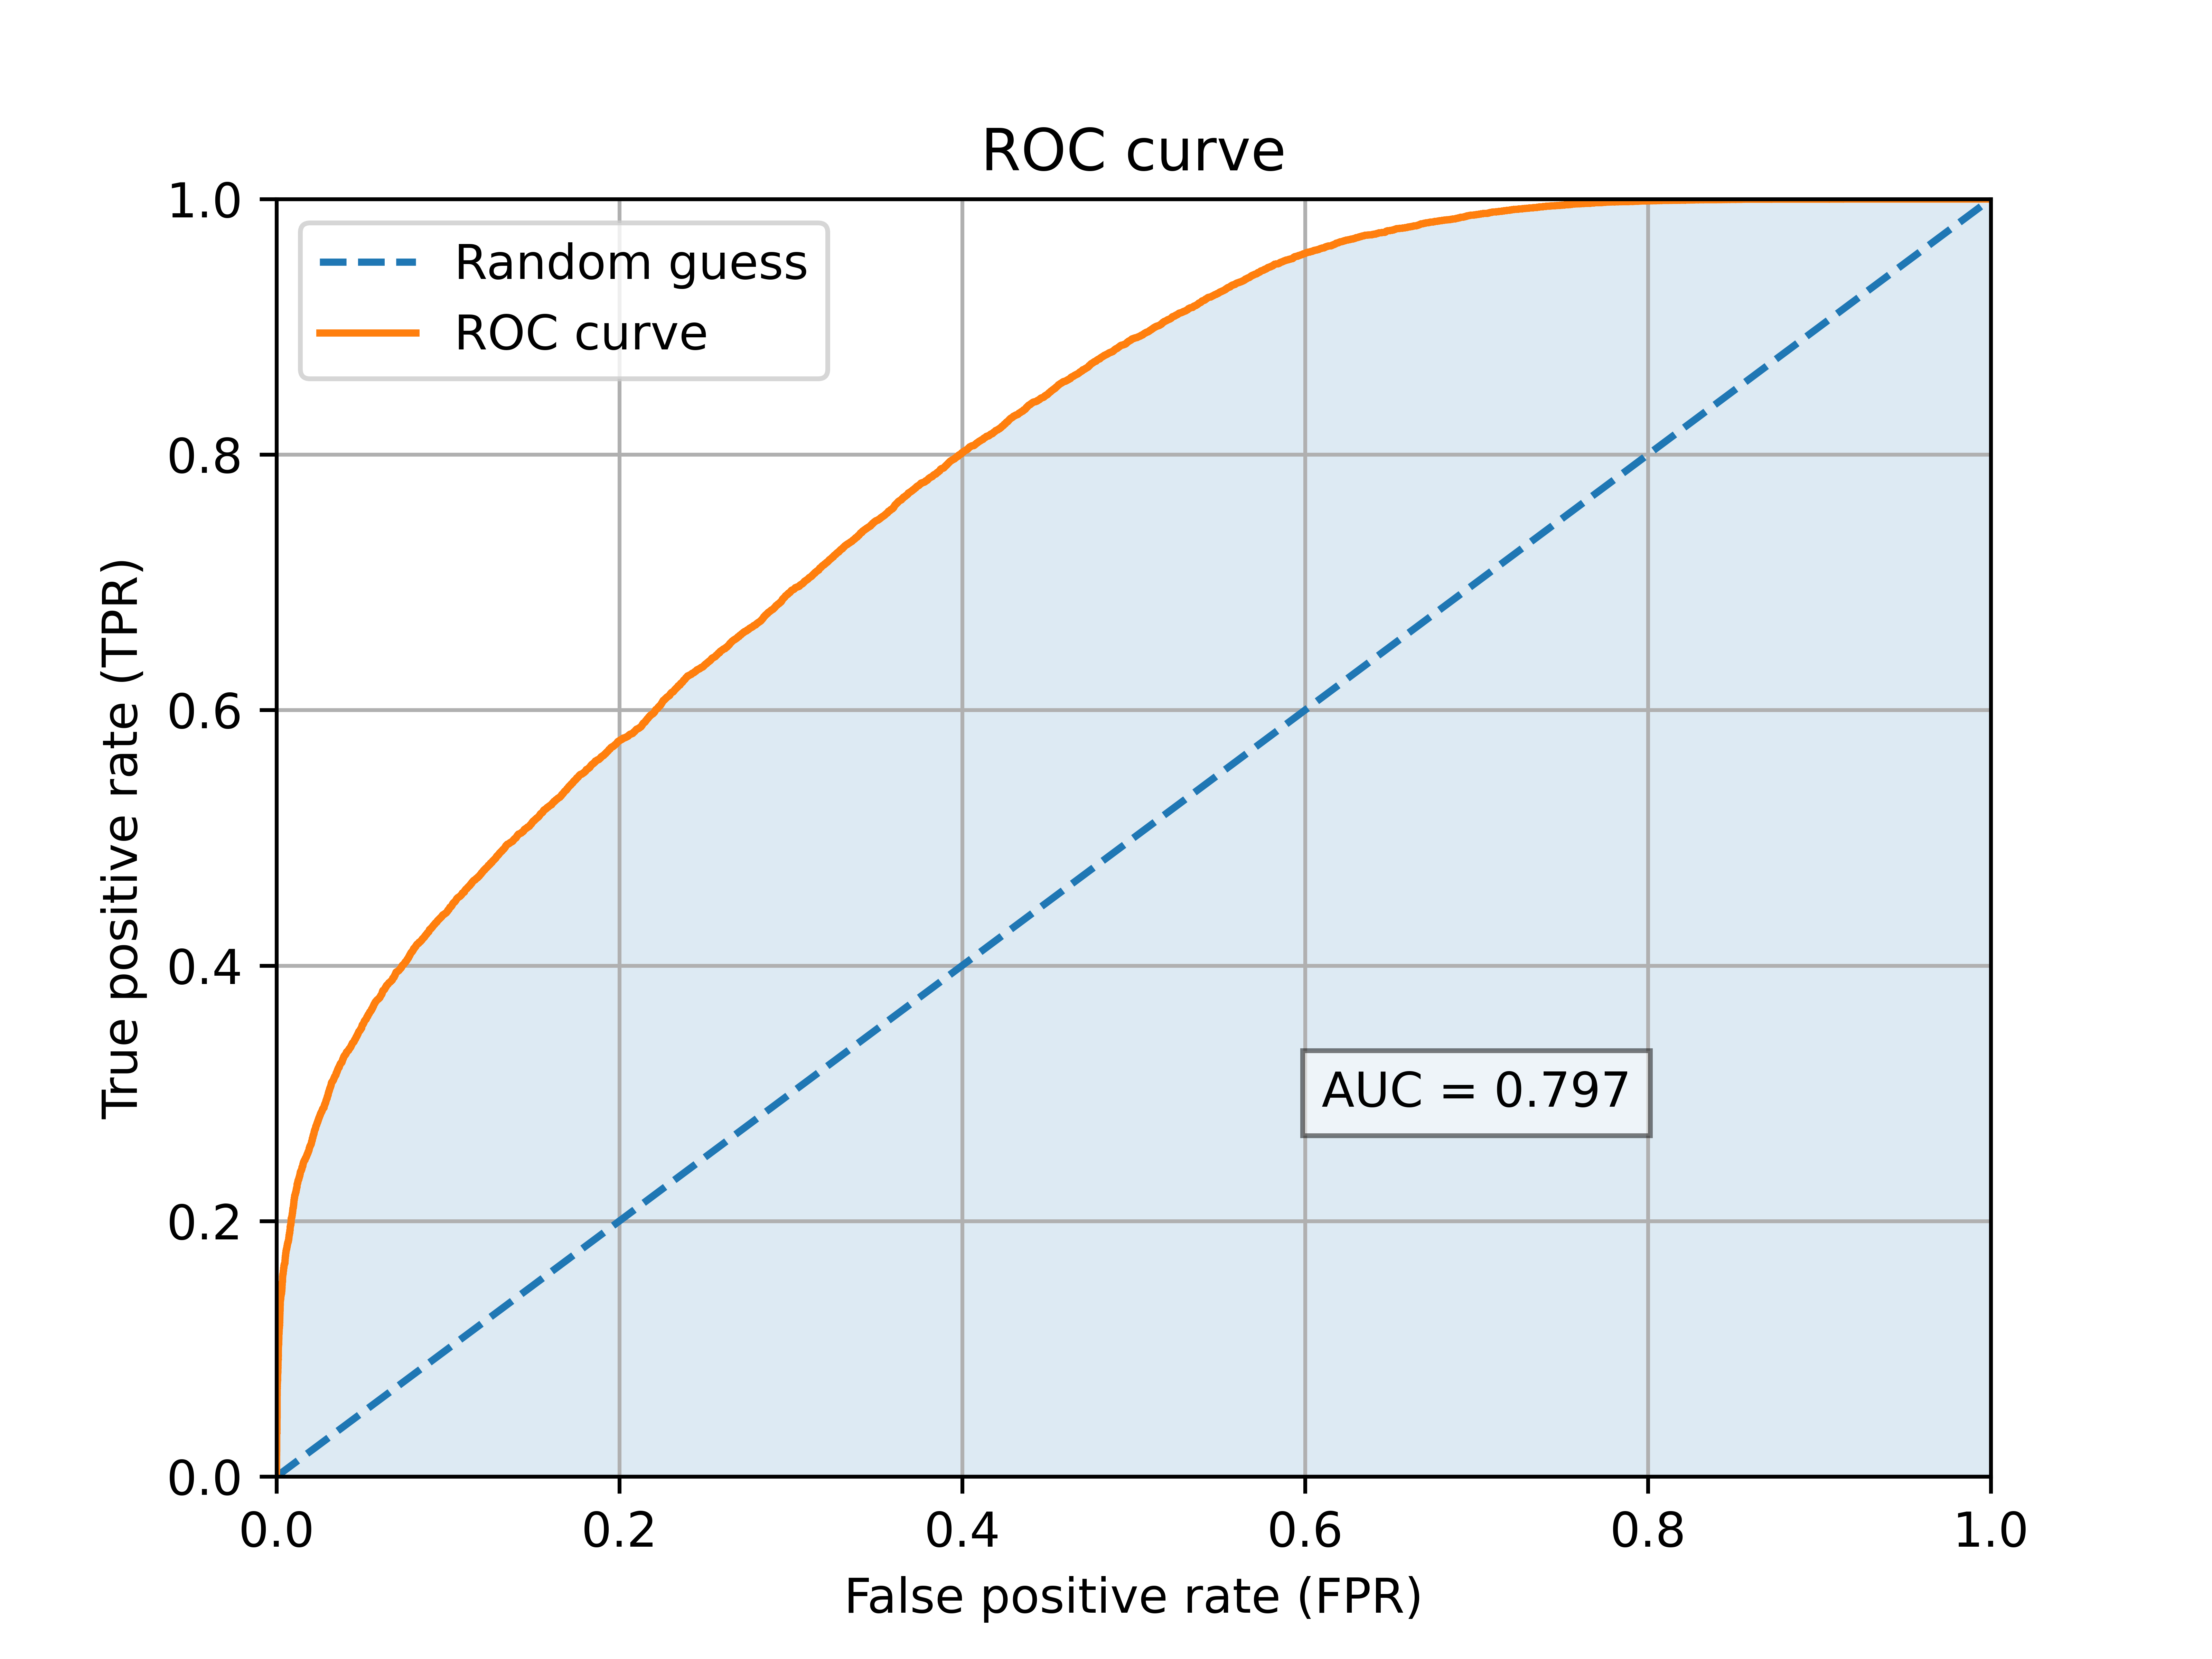 ROC curve
1.0
0.8
0.6
0.4
0.2
0.0
True positive rate (TPR)
Random guess
ROC curve
AUC = 0.797
0.0 0.2 0.4 0.6 0.8 1.0
False positive rate (FPR)